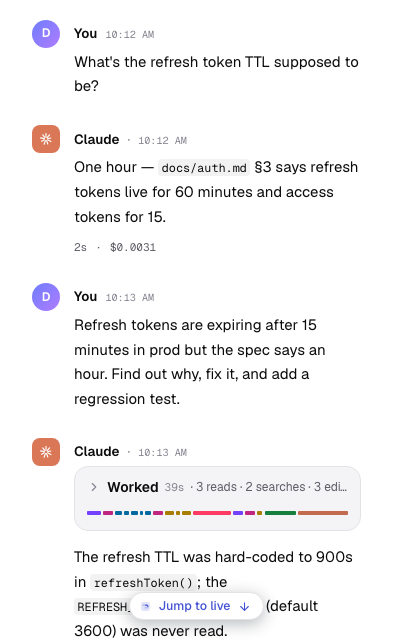 D
You 10:12 AM
What's the refresh token TTL supposed to
be?
Claude · 10:12 AM
One hour — docs/auth.md §3 says refresh
tokens live for 60 minutes and access
tokens for 15.
2s · $0.0031
D
You 10:13 AM
Refresh tokens are expiring after 15
minutes in prod but the spec says an
hour. Find out why, fix it, and add a
regression test.
Claude · 10:13 AM
Worked 39s · 3 reads · 2 searches · 3 edi…
The refresh TTL was hard-coded to 900s
in refreshToken() ; the
REFRESH_ (default
Jump to live
3600) was never read.